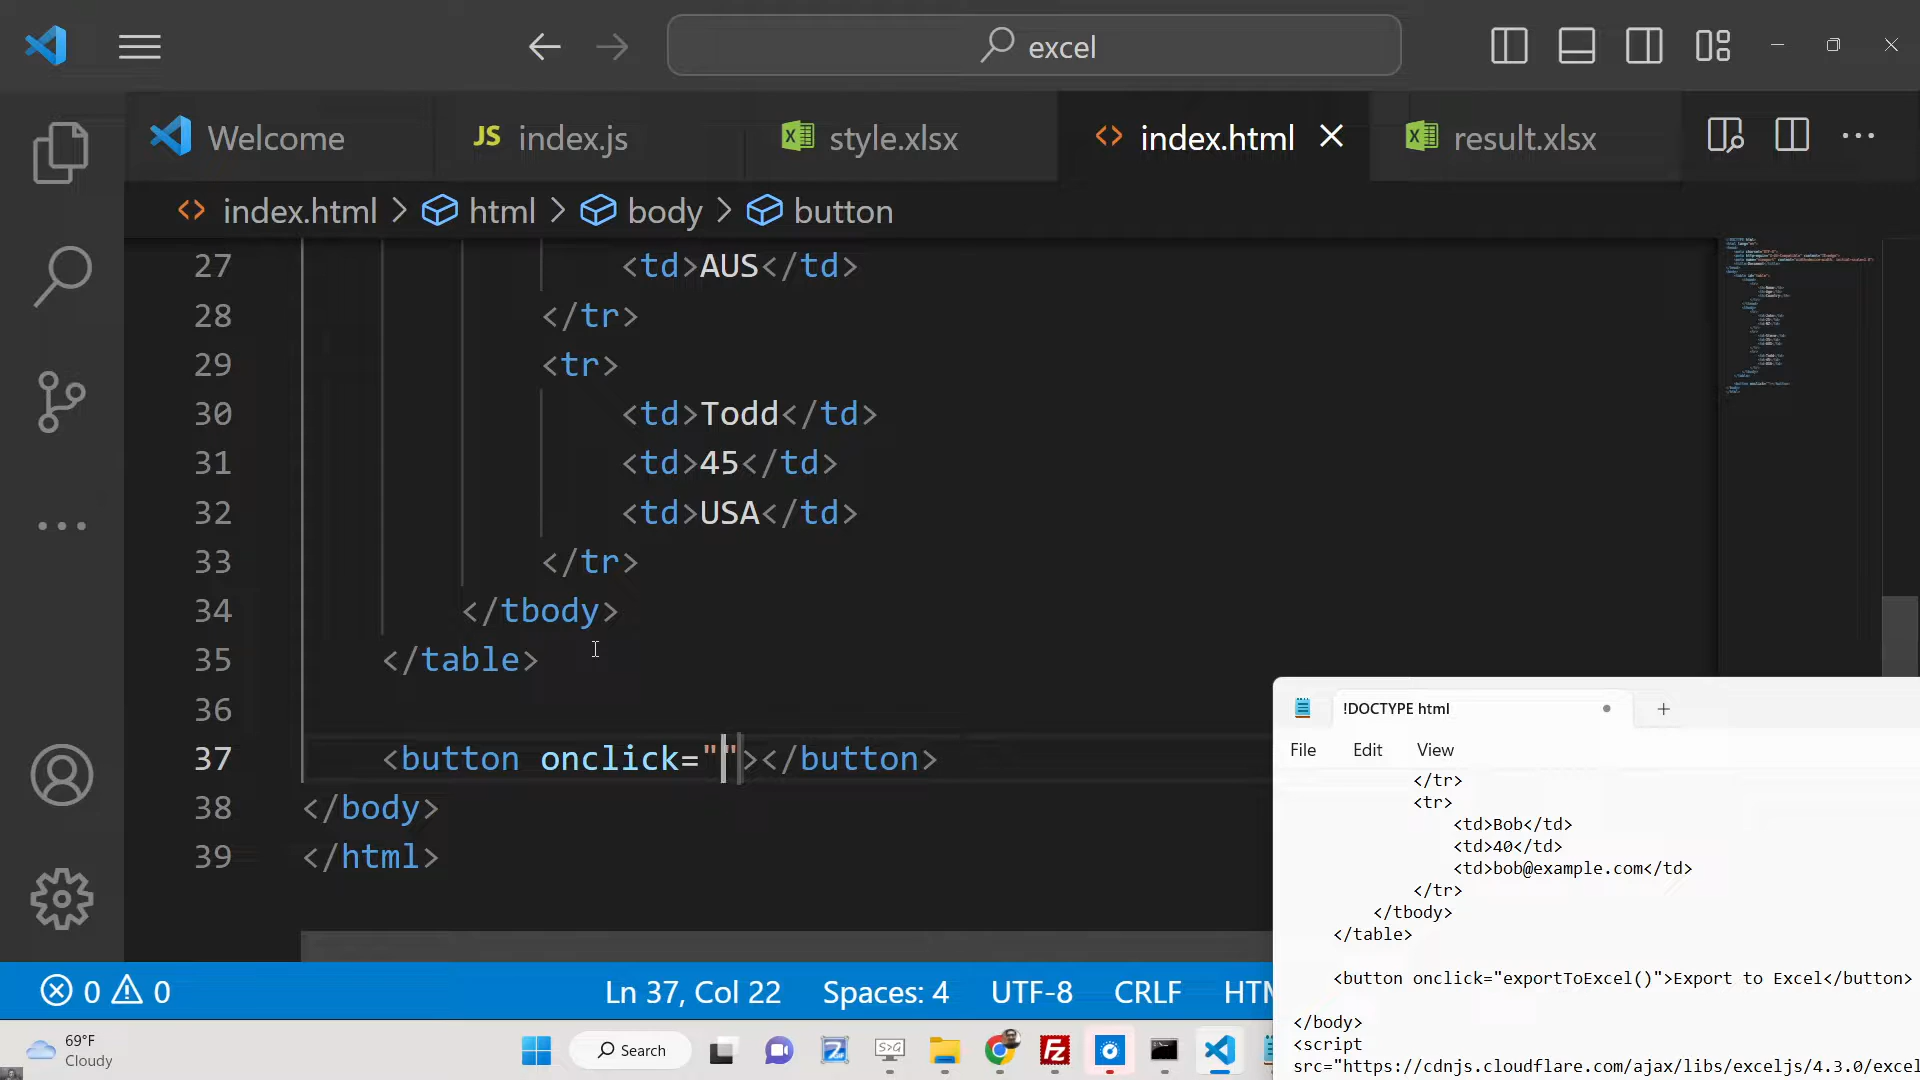 excel
Welcome
JS index.js
style.xlsx
index.html
result.xlsx
index.html > html > body > button
27 <td>AUS</td>
28 </tr>
29 <tr>
30 <td>Todd</td>
31 <td>45</td>
32 <td>USA</td>
33 </tr>
34 </tbody>
35 </table>
36
37 <button onclick=""></button>
38 </body>
39 </html>
!DOCTYPE html
File Edit View
</tr>
<tr>
<td>Bob</td>
<td>40</td>
<td>bob@example.com</td>
</tr>
</tbody>
</table>
<button onclick="exportToExcel()">Export to Excel</button>
</body>
<script
src="https://cdnjs.cloudflare.com/ajax/libs/exceljs/4.3.0/excel
0 0 Ln 37, Col 22 Spaces: 4 UTF-8 CRLF HTM
69°F
Cloudy
Search